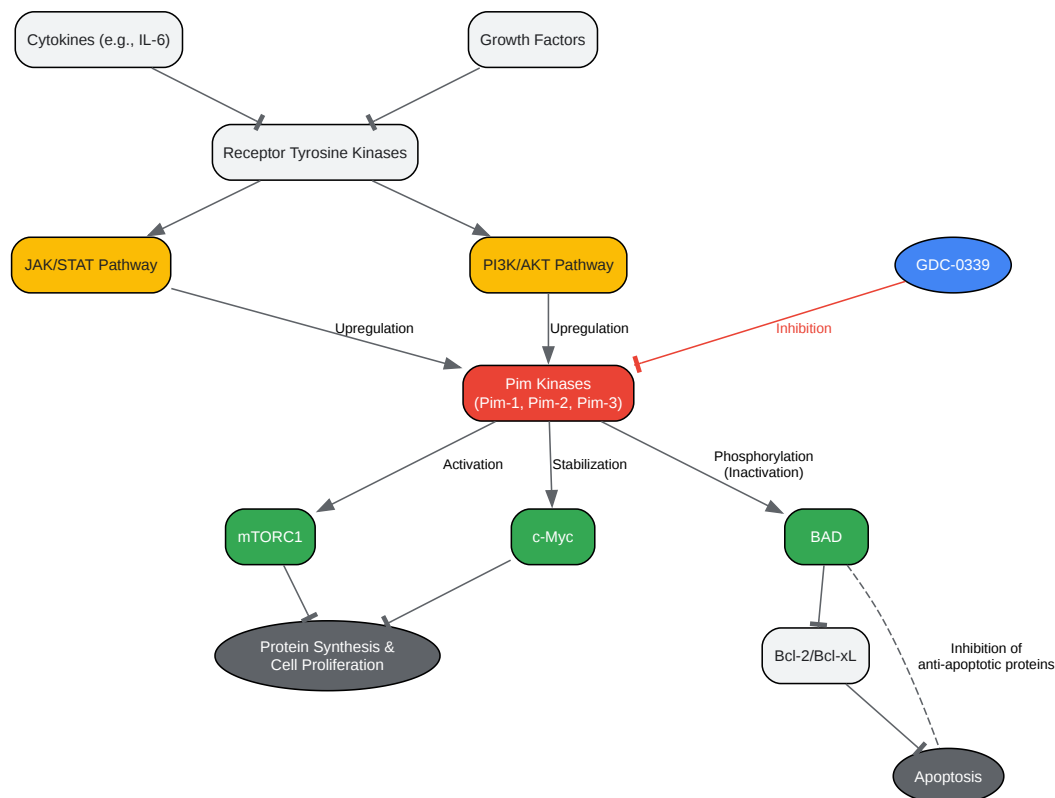 Cytokines (e.g., IL-6)
Growth Factors
Receptor Tyrosine Kinases
JAK/STAT Pathway
PI3K/AKT Pathway
GDC-0339
Upregulation
Upregulation
Inhibition
Pim Kinases
(Pim-1, Pim-2, Pim-3)
Activation
Stabilization
Phosphorylation
(Inactivation)
mTORC1
c-Myc
BAD
Protein Synthesis &
Cell Proliferation
Bcl-2/Bcl-xL
Inhibition of
anti-apoptotic proteins
Apoptosis